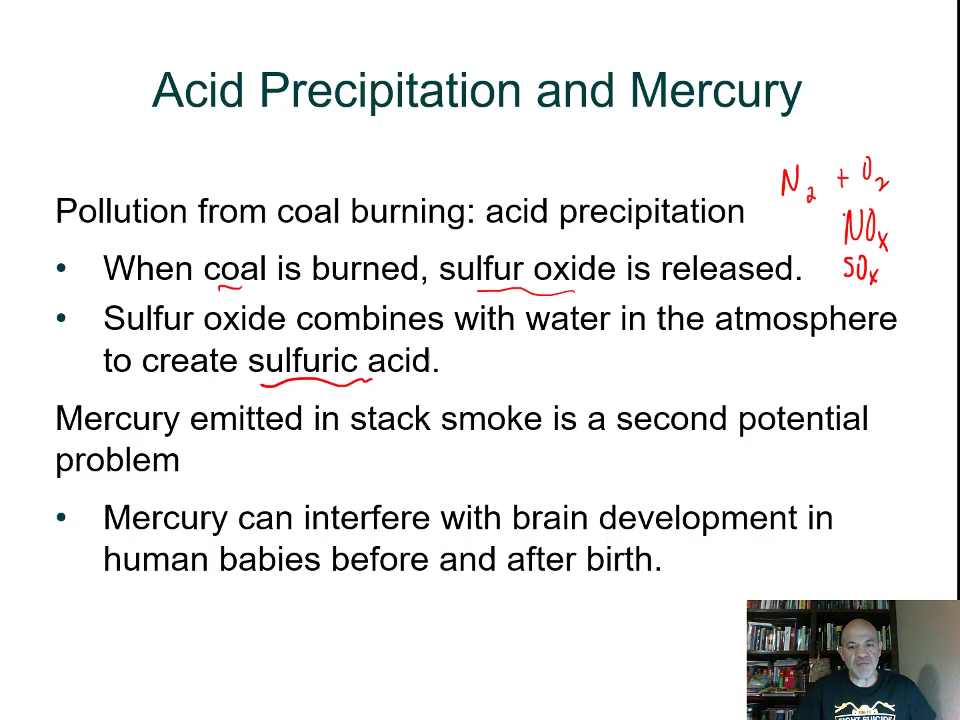 Acid Precipitation and Mercury
N2 + O2
Pollution from coal burning: acid precipitation
NOx
• When coal is burned, sulfur oxide is released.
SOx
• Sulfur oxide combines with water in the atmosphere
to create sulfuric acid.
Mercury emitted in stack smoke is a second potential
problem
• Mercury can interfere with brain development in
human babies before and after birth.
FIGHT SUICIDE